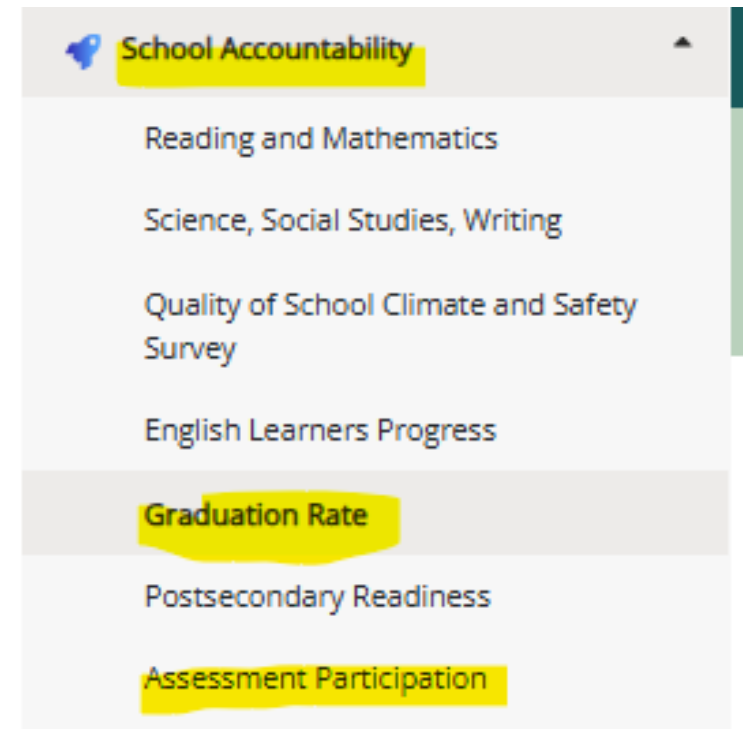 School Accountability
Reading and Mathematics
Science, Social Studies, Writing
Quality of School Climate and Safety
Survey
English Learners Progress
Graduation Rate
Postsecondary Readiness
Assessment Participation